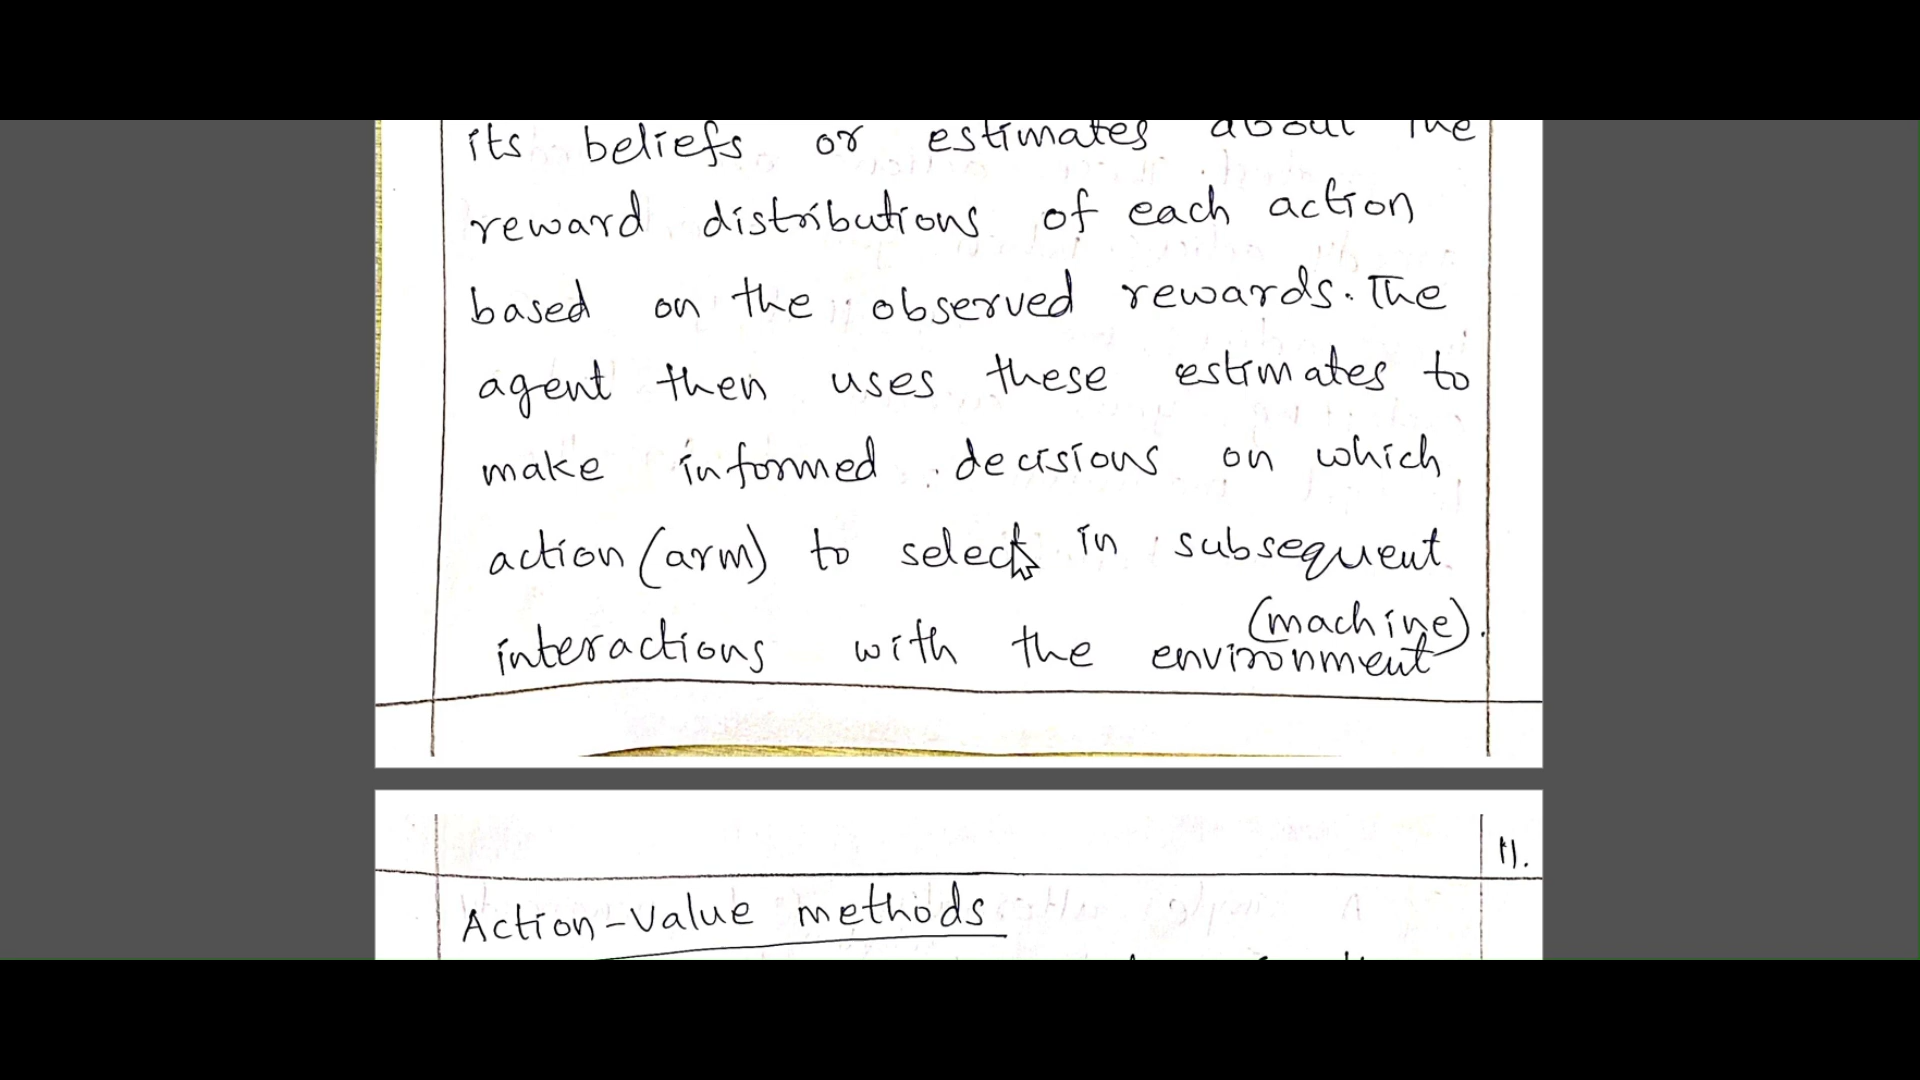 its beliefs or estimates about the
reward distributions of each action
based on the observed rewards. The
agent then uses these estimates to
make informed decisions on which
action (arm) to select in subsequent
interactions with the environment (machine).
11.
Action-Value methods